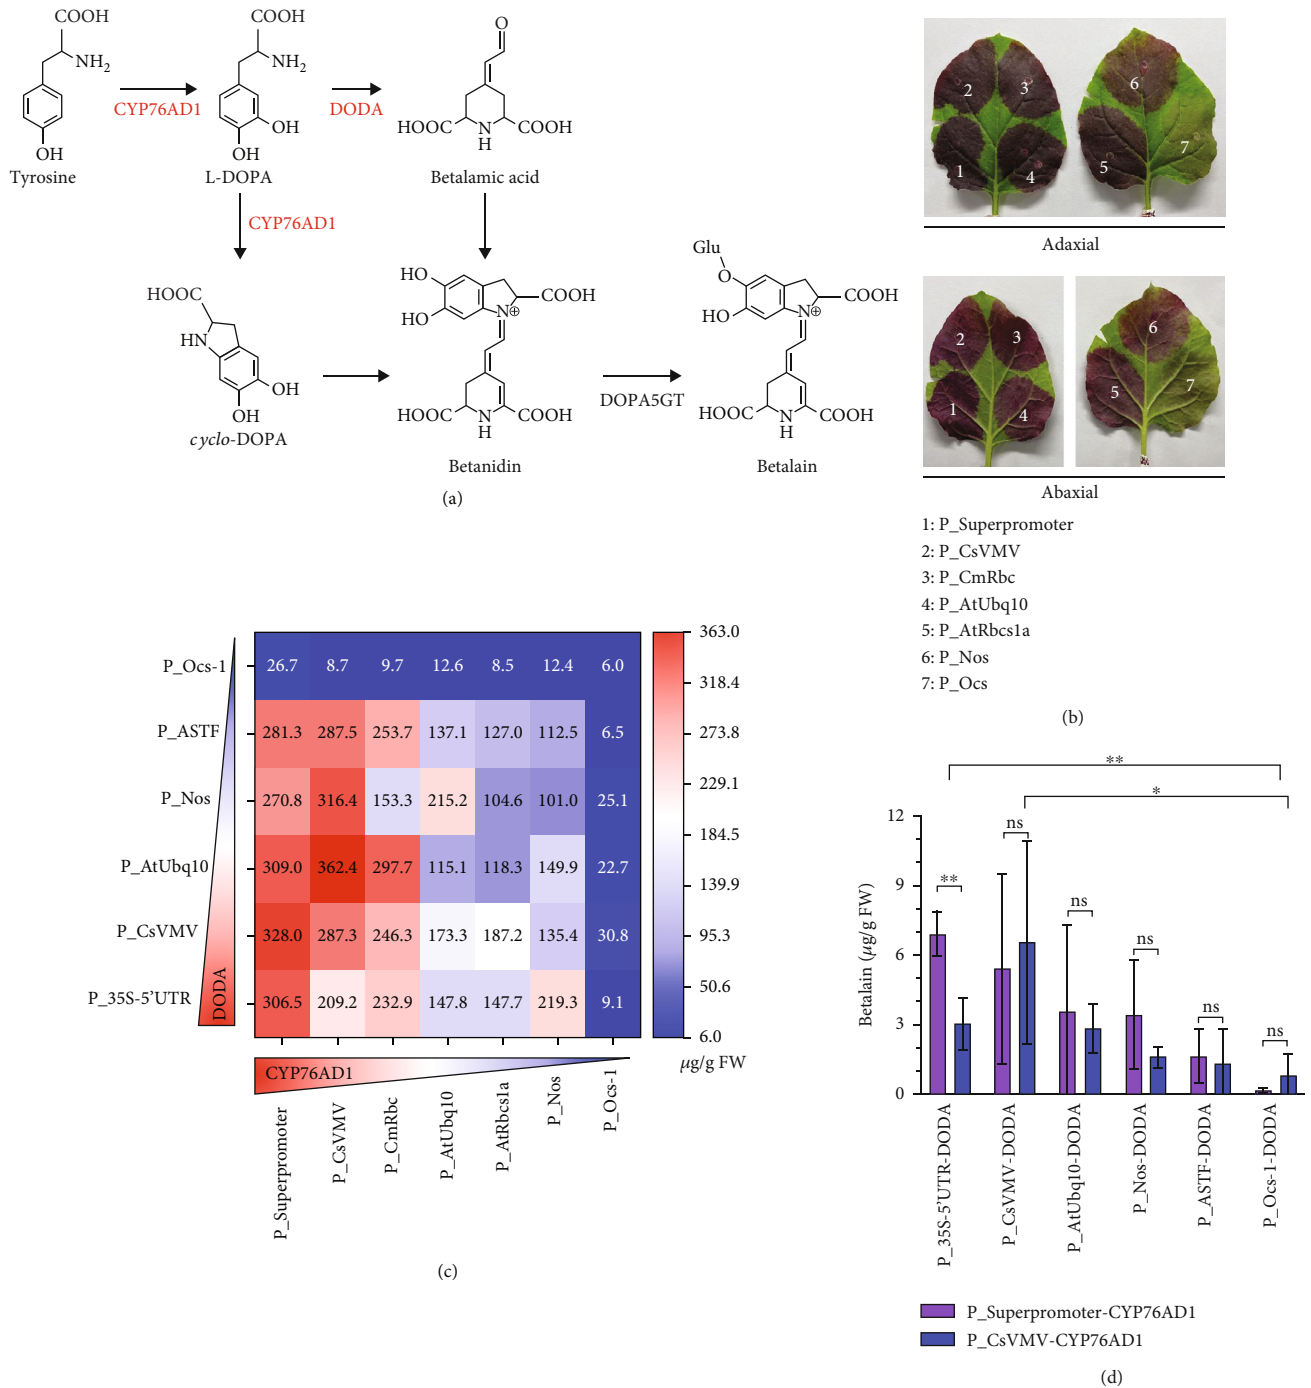 COOH
NH2
OH
Tyrosine
CYP76AD1
COOH
NH2
OH
OH
L-DOPA
DODA
O
HOOC
N
H
COOH
Betalamic acid
CYP76AD1
HOOC
HN
OH
OH
cyclo-DOPA
HO
HO
N⊕
COOH
HOOC
N
H
COOH
Betanidin
DOPA5GT
Glu
O
HO
N⊕
COOH
HOOC
N
H
COOH
Betalain
(a)
2 3 1 4
6 5 7
Adaxial
2 3 1 4
6 5 7
Abaxial
1: P_Superpromoter
2: P_CsVMV
3: P_CmRbc
4: P_AtUbq10
5: P_AtRbcs1a
6: P_Nos
7: P_Ocs
(b)
P_Ocs-1 26.7 8.7 9.7 12.6 8.5 12.4 6.0
P_ASTF 281.3 287.5 253.7 137.1 127.0 112.5 6.5
P_Nos 270.8 316.4 153.3 215.2 104.6 101.0 25.1
P_AtUbq10 309.0 362.4 297.7 115.1 118.3 149.9 22.7
P_CsVMV 328.0 287.3 246.3 173.3 187.2 135.4 30.8
P_35S-5'UTR 306.5 209.2 232.9 147.8 147.7 219.3 9.1
DODA
CYP76AD1
P_Superpromoter
P_CsVMV
P_CmRbc
P_AtUbq10
P_AtRbcs1a
P_Nos
P_Ocs-1
363.0
318.4
273.8
229.1
184.5
139.9
95.3
50.6
6.0
μg/g FW
(c)
**
*
12
9
6
3
0
Betalain (μg/g FW)
**
ns
ns
ns
ns
ns
P_35S-5'UTR-DODA
P_CsVMV-DODA
P_AtUbq10-DODA
P_Nos-DODA
P_ASTF-DODA
P_Ocs-1-DODA
P_Superpromoter-CYP76AD1
P_CsVMV-CYP76AD1
(d)